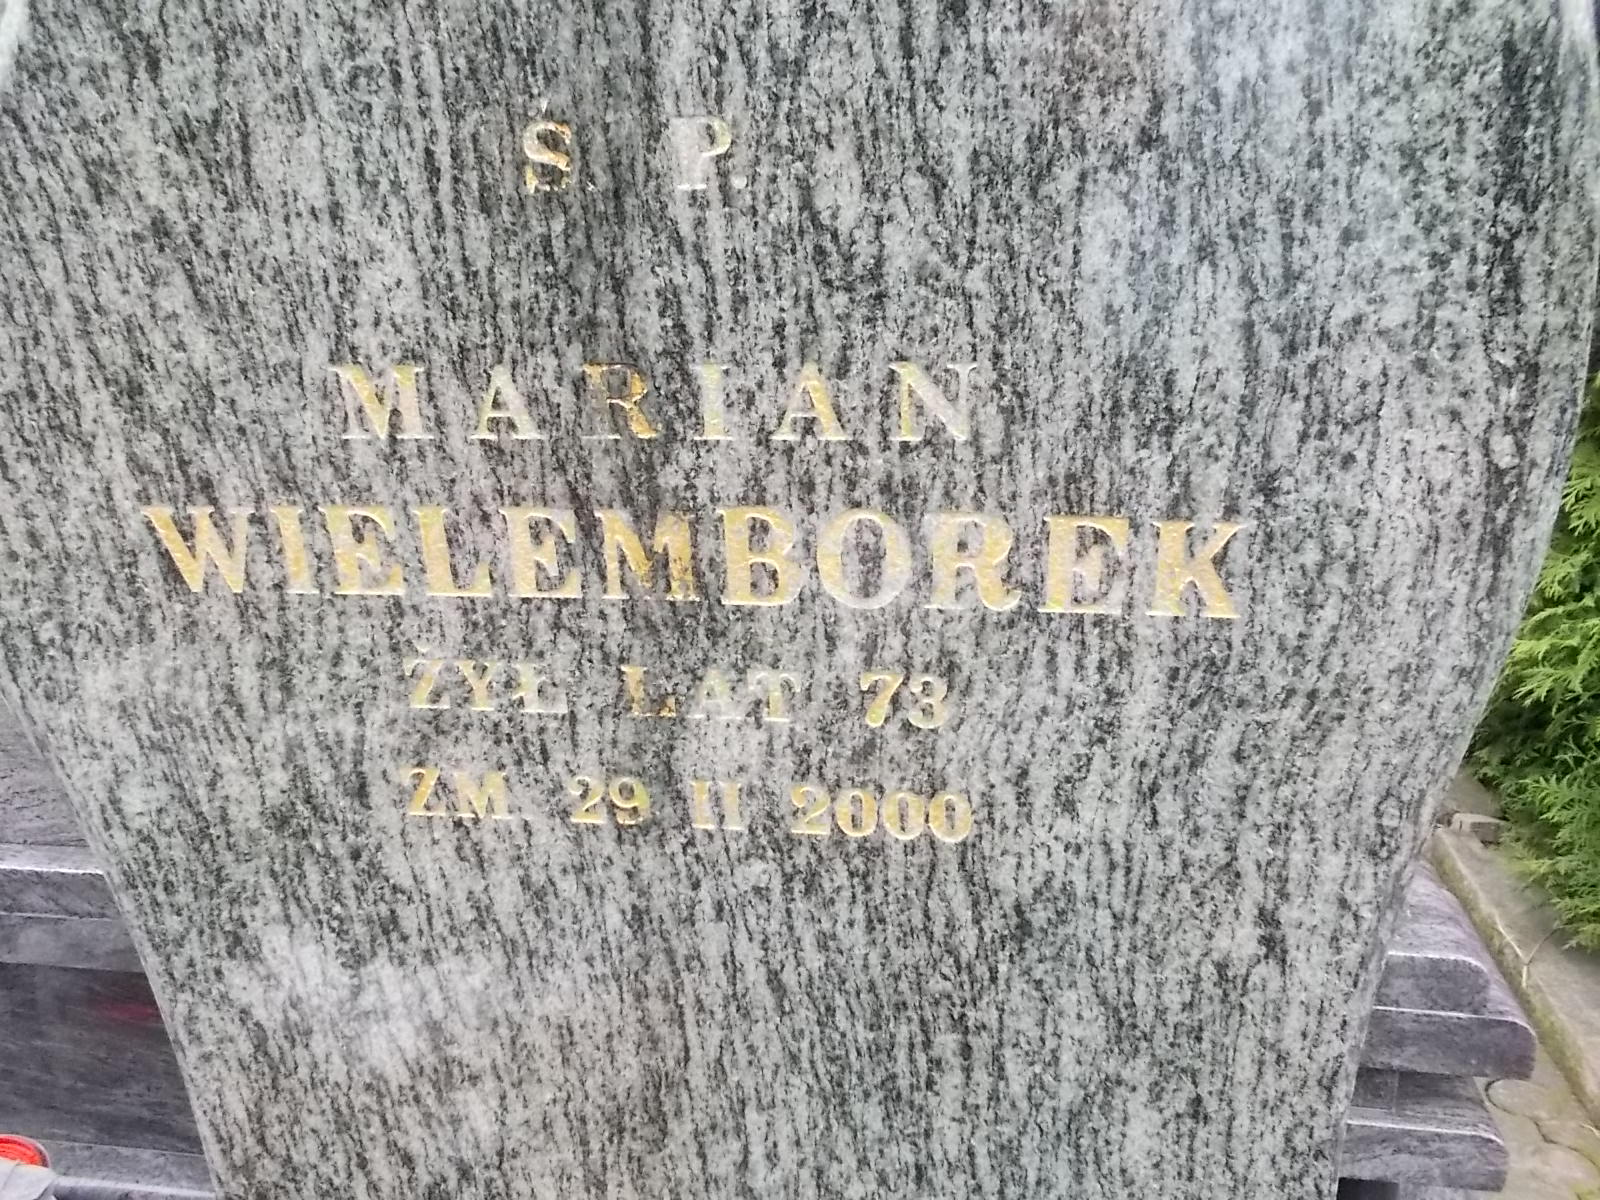 Ś. P.
MARIAN
WIELEMBOREK
ŻYŁ LAT 73
ZM 29 II 2000